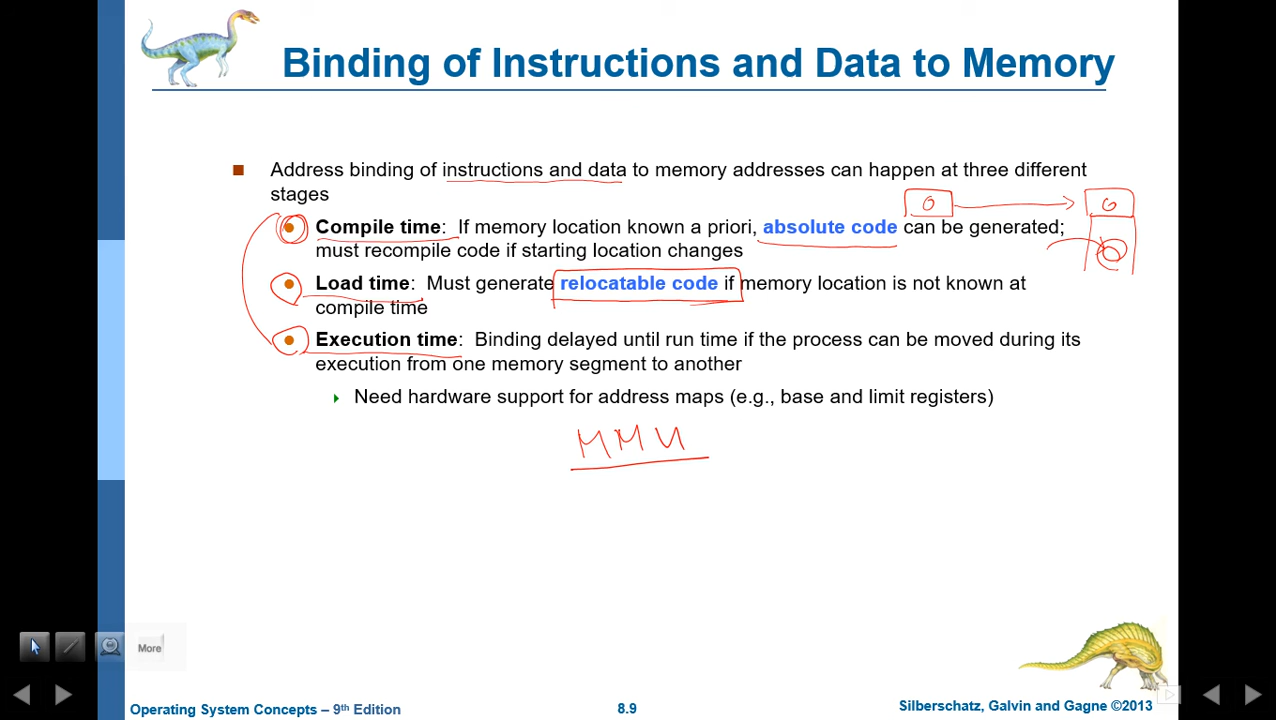 Binding of Instructions and Data to Memory
Address binding of instructions and data to memory addresses can happen at three different
stages
Compile time: If memory location known a priori, absolute code can be generated;
must recompile code if starting location changes
Load time: Must generate relocatable code if memory location is not known at
compile time
Execution time: Binding delayed until run time if the process can be moved during its
execution from one memory segment to another
Need hardware support for address maps (e.g., base and limit registers)
MMU
More
Operating System Concepts – 9th Edition
8.9
Silberschatz, Galvin and Gagne ©2013